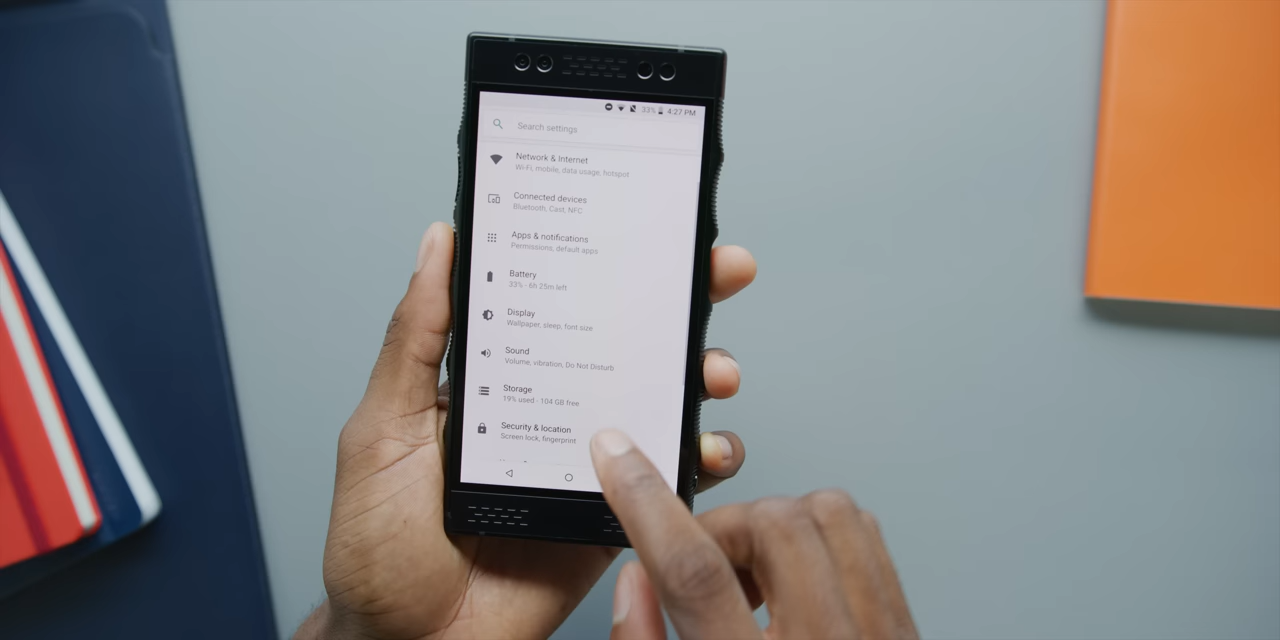 33% 4:27 PM
Search settings
Network & Internet
Wi-Fi, mobile, data usage, hotspot
Connected devices
Bluetooth, Cast, NFC
Apps & notifications
Permissions, default apps
Battery
33% - 6h 25m left
Display
Wallpaper, sleep, font size
Sound
Volume, vibration, Do Not Disturb
Storage
19% used - 104 GB free
Security & location
Screen lock, fingerprint